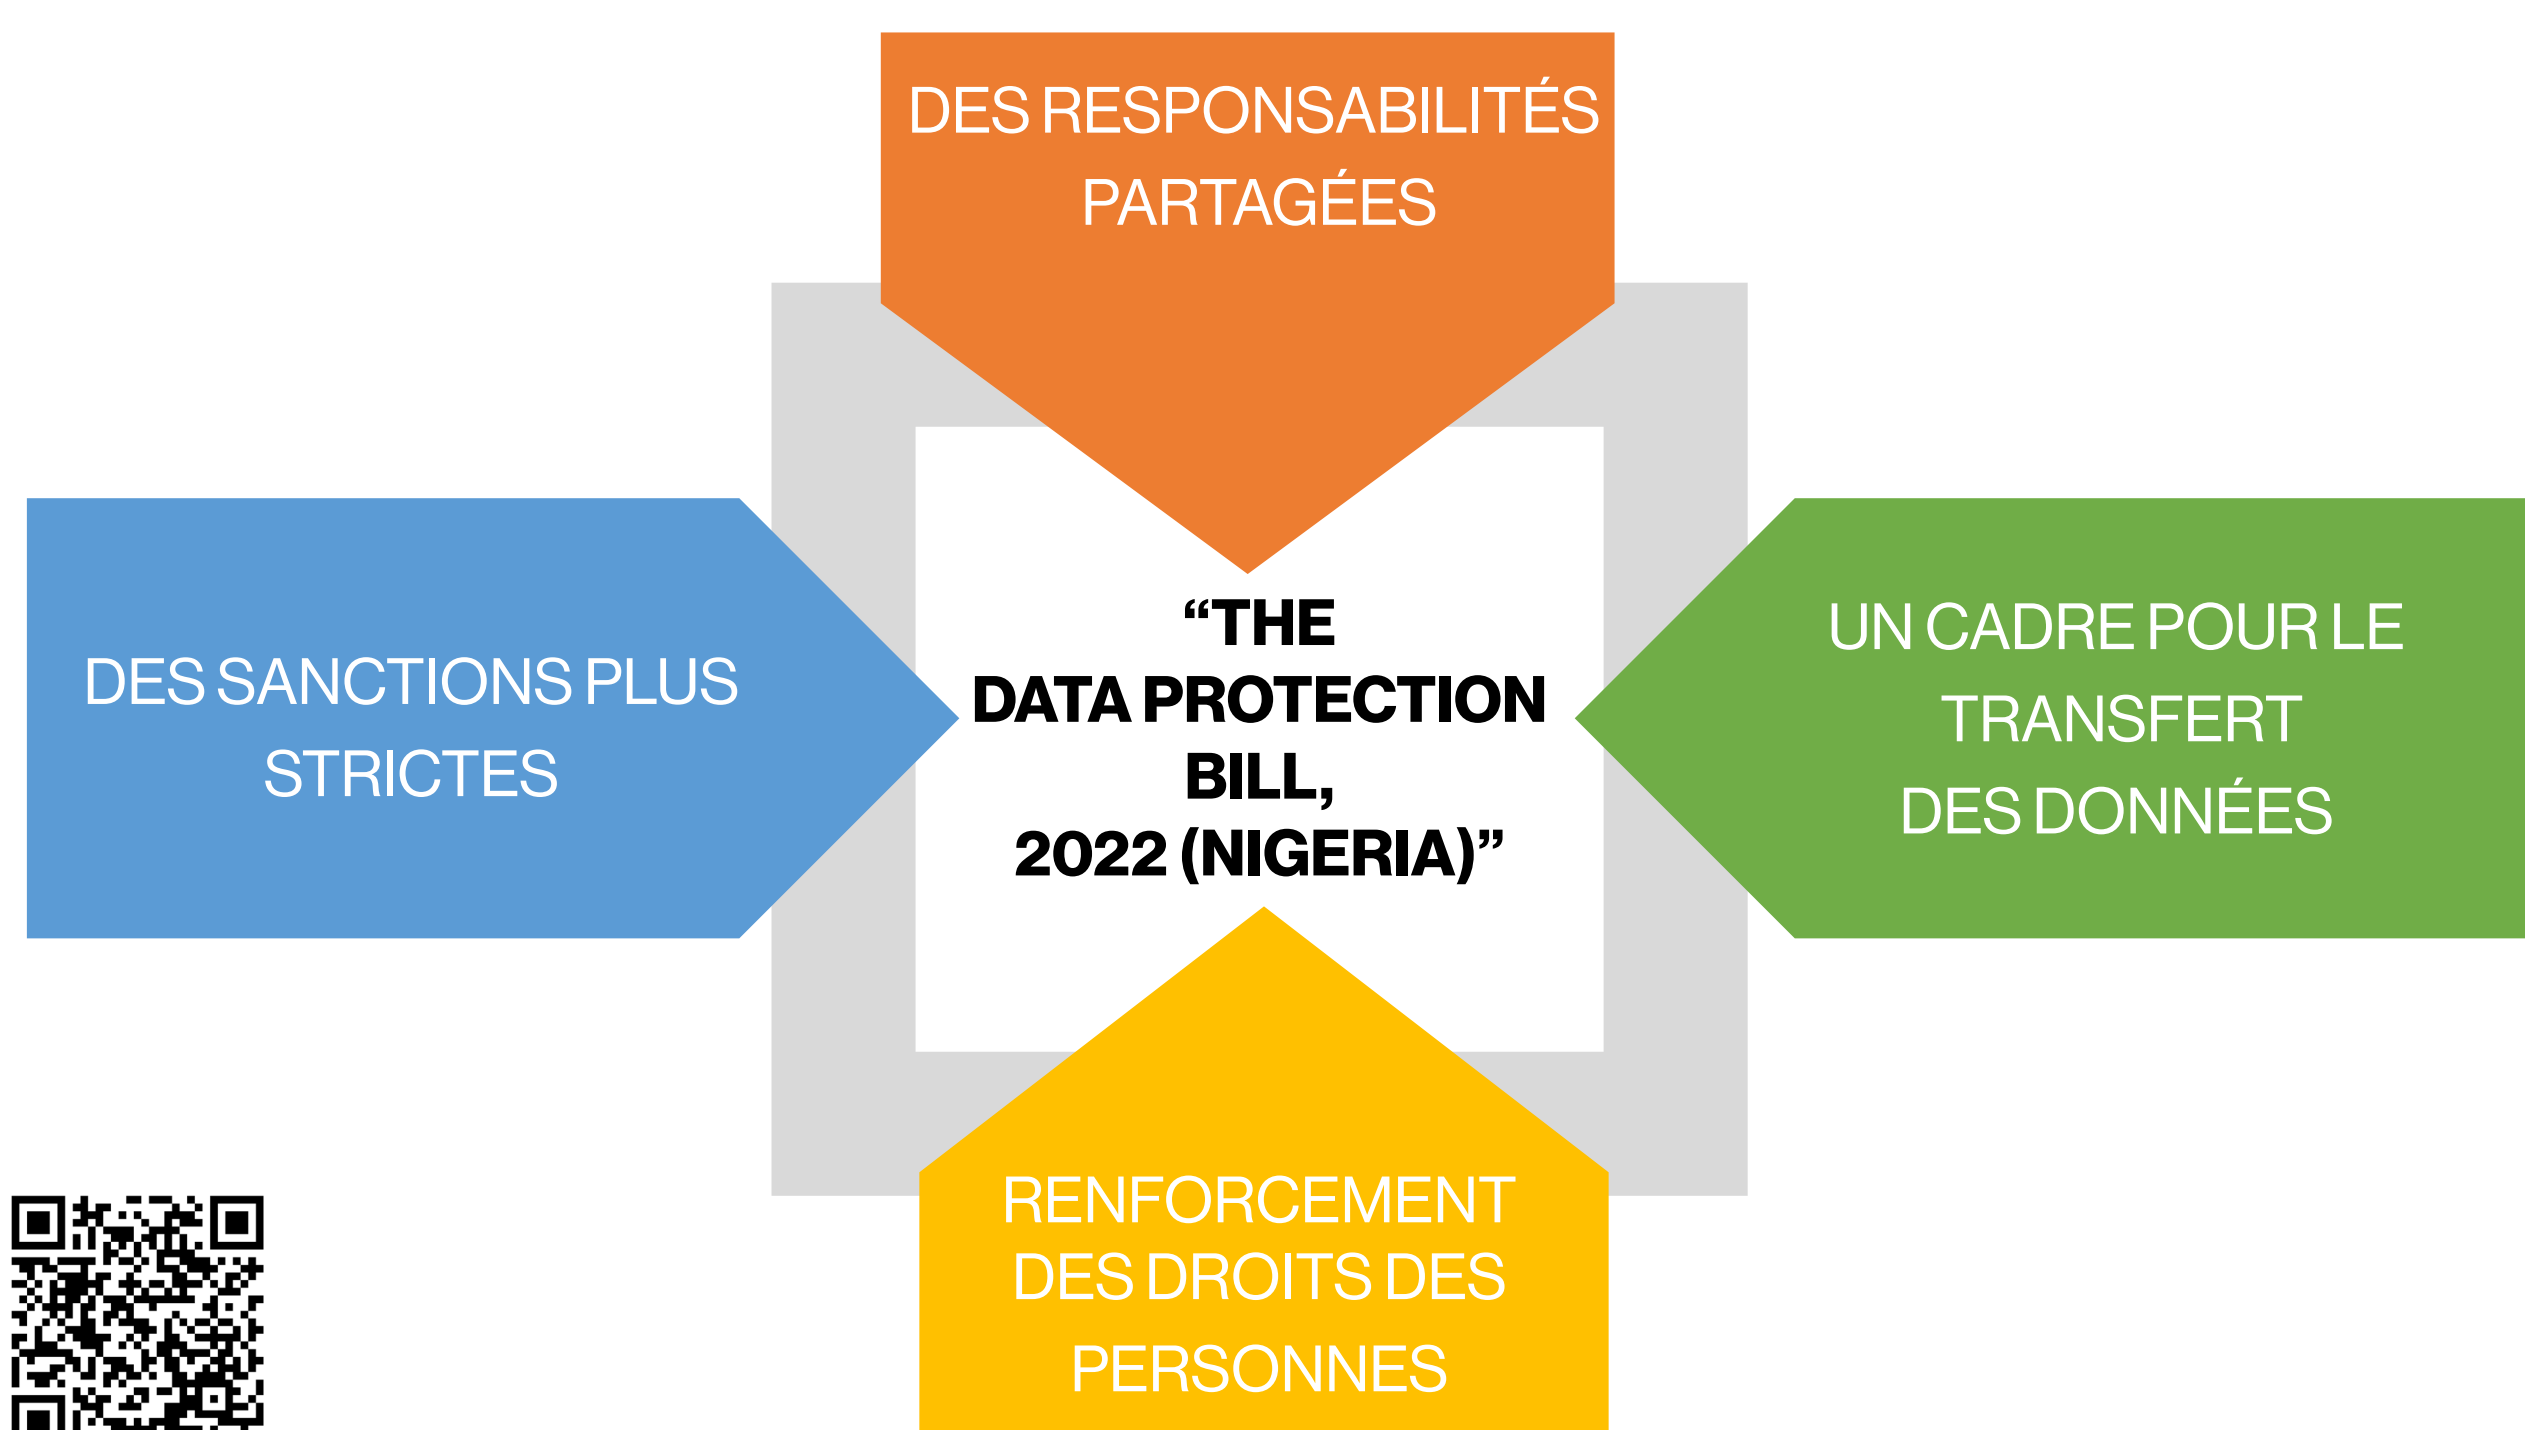 DES RESPONSABILITÉS
PARTAGÉES
DES SANCTIONS PLUS
STRICTES
“THE
DATA PROTECTION
BILL,
2022 (NIGERIA)”
UN CADRE POUR LE
TRANSFERT
DES DONNÉES
RENFORCEMENT
DES DROITS DES
PERSONNES